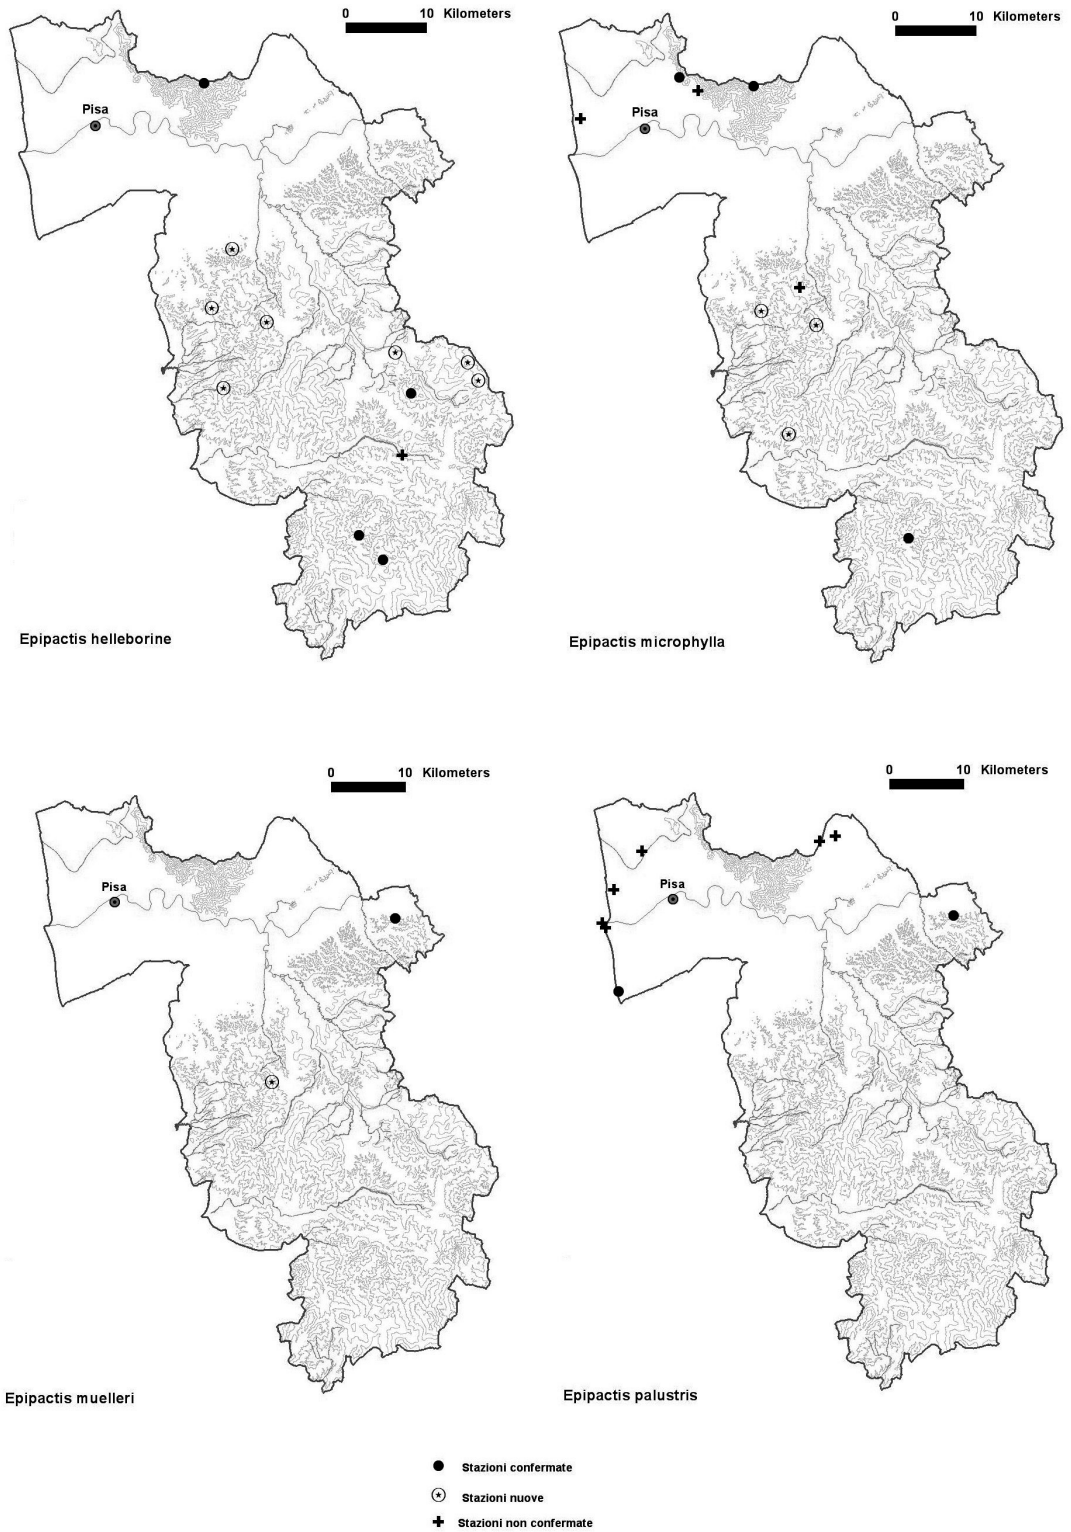 0 10 Kilometers
Pisa
Epipactis helleborine
0 10 Kilometers
Pisa
Epipactis microphylla
0 10 Kilometers
Pisa
Epipactis muelleri
0 10 Kilometers
Pisa
Epipactis palustris
Stazioni confermate
Stazioni nuove
Stazioni non confermate